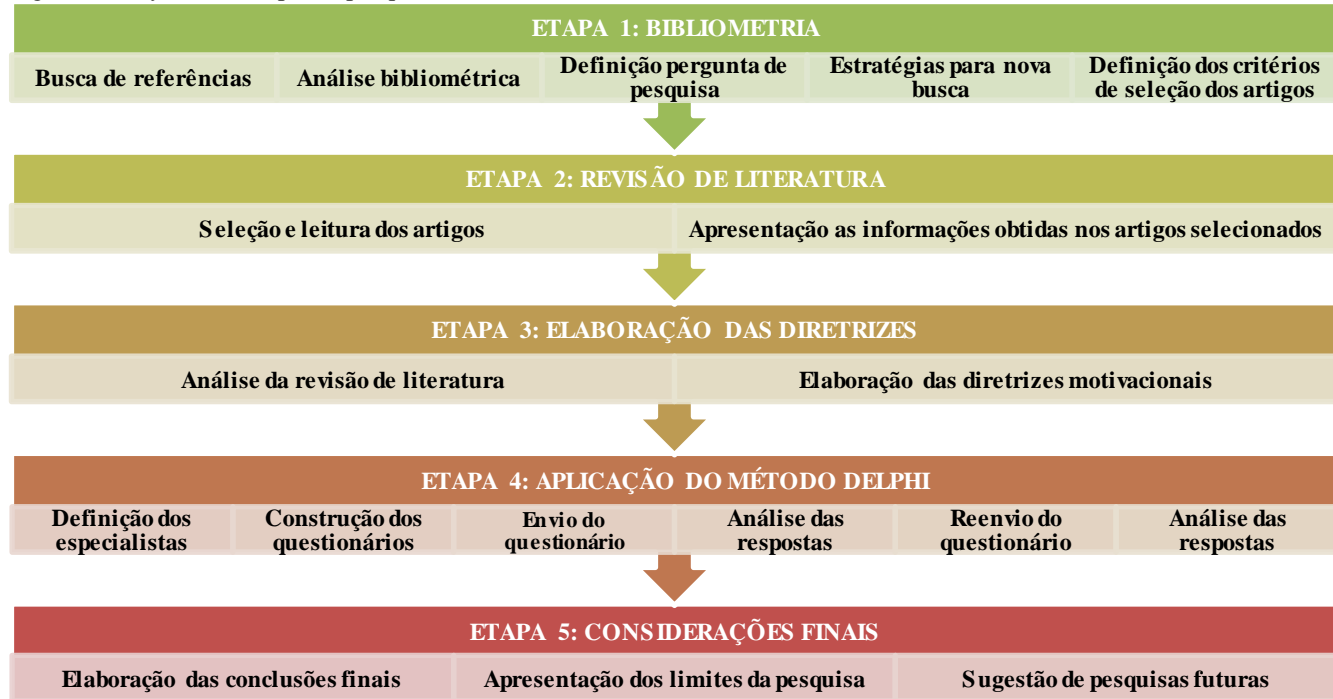 ETAPA 1: BIBLIOMETRIA
Busca de referências
Análise bibliométrica
Definição pergunta de
pesquisa
Estratégias para nova
busca
Definição dos critérios
de seleção dos artigos
ETAPA 2: REVISÃO DE LITERATURA
Seleção e leitura dos artigos
Apresentação as informações obtidas nos artigos selecionados
ETAPA 3: ELABORAÇÃO DAS DIRETRIZES
Análise da revisão de literatura
Elaboração das diretrizes motivacionais
ETAPA 4: APLICAÇÃO DO MÉTODO DELPHI
Definição dos
especialistas
Construção dos
questionários
Envio do
questionário
Análise das
respostas
Reenvio do
questionário
Análise das
respostas
ETAPA 5: CONSIDERAÇÕES FINAIS
Elaboração das conclusões finais
Apresentação dos limites da pesquisa
Sugestão de pesquisas futuras